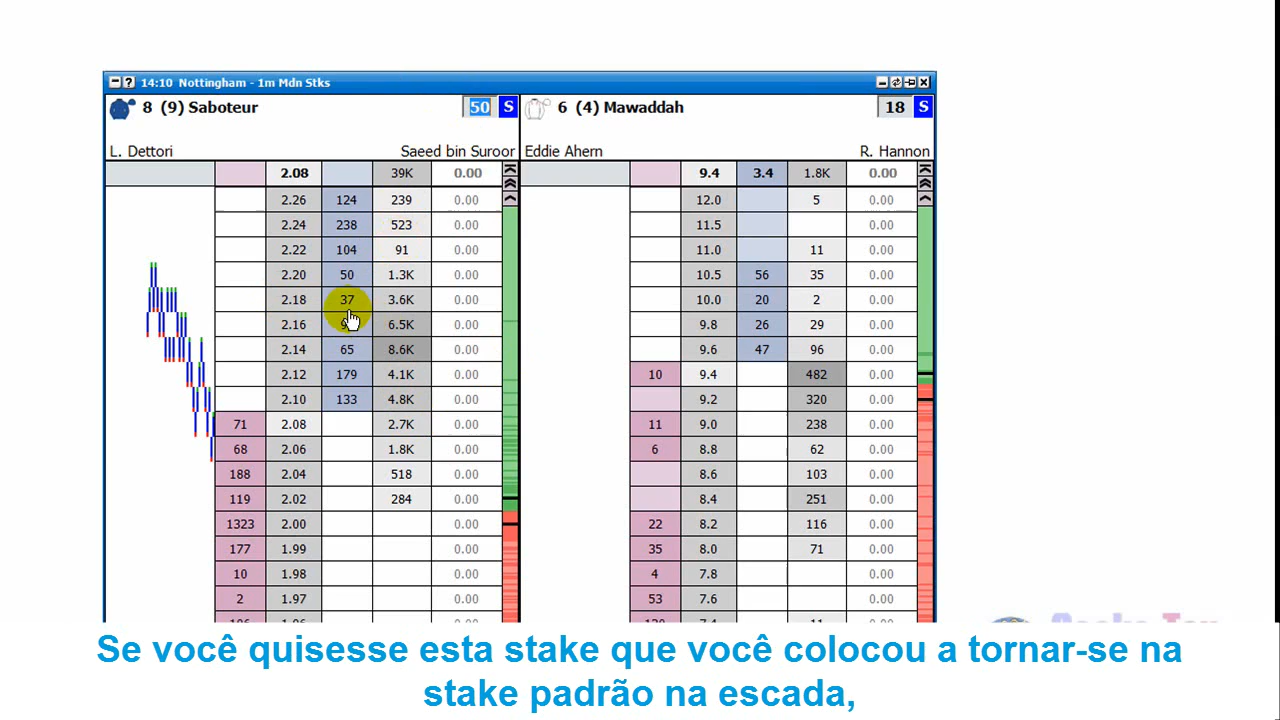 14:10 Nottingham - 1m Mdn Stks
8 (9) Saboteur 50 S 6 (4) Mawaddah 18 S
L. Dettori Saeed bin Suroor Eddie Ahern R. Hannon
2.08 39K 0.00 9.4 3.4 1.8K 0.00
2.26 124 239 0.00 12.0 5 0.00
2.24 238 523 0.00 11.5 0.00
2.22 104 91 0.00 11.0 11 0.00
2.20 50 1.3K 0.00 10.5 56 35 0.00
2.18 37 3.6K 0.00 10.0 20 2 0.00
2.16 6.5K 0.00 9.8 26 29 0.00
2.14 65 8.6K 0.00 9.6 47 96 0.00
2.12 179 4.1K 0.00 10 9.4 482 0.00
2.10 133 4.8K 0.00 9.2 320 0.00
71 2.08 2.7K 0.00 11 9.0 238 0.00
68 2.06 1.8K 0.00 6 8.8 62 0.00
188 2.04 518 0.00 8.6 103 0.00
119 2.02 284 0.00 8.4 251 0.00
1323 2.00 0.00 22 8.2 116 0.00
177 1.99 0.00 35 8.0 71 0.00
10 1.98 0.00 4 7.8 0.00
2 1.97 0.00 53 7.6 0.00
Se você quisesse esta stake que você colocou a tornar-se na
stake padrão na escada,